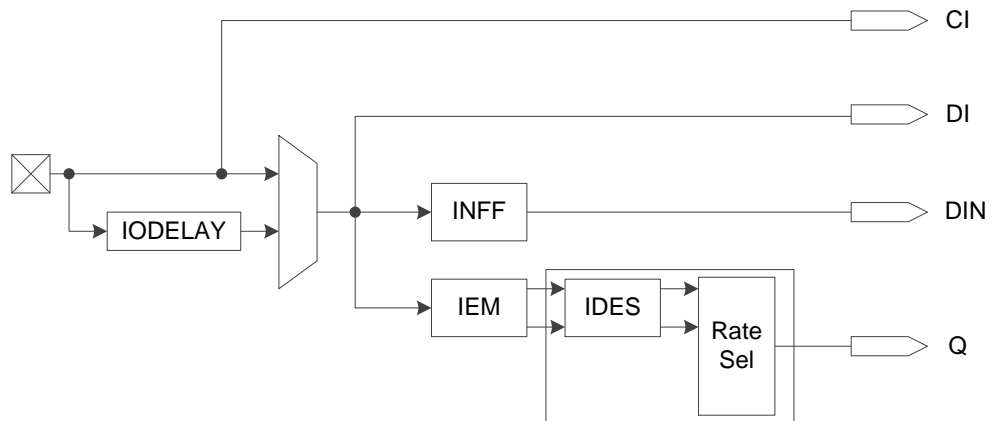 CI
DI
IODELAY
INFF
DIN
IEM
IDES
Rate
Sel
Q